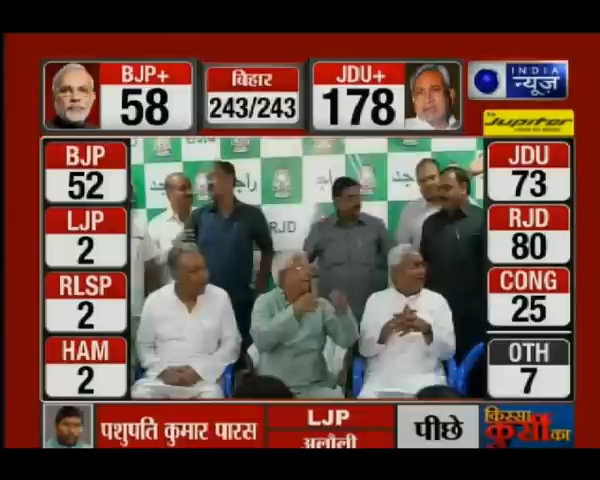 BJP+
58
बिहार
243/243
JDU+
178
INDIA
न्यूज़
Jupiter
BJP
52
LJP
2
RLSP
2
HAM
2
راجد
RJD
JDU
73
RJD
80
CONG
25
OTH
7
पशुपति कुमार पारस
LJP
अलौली
पीछे
किस्सा
कुर्सी का